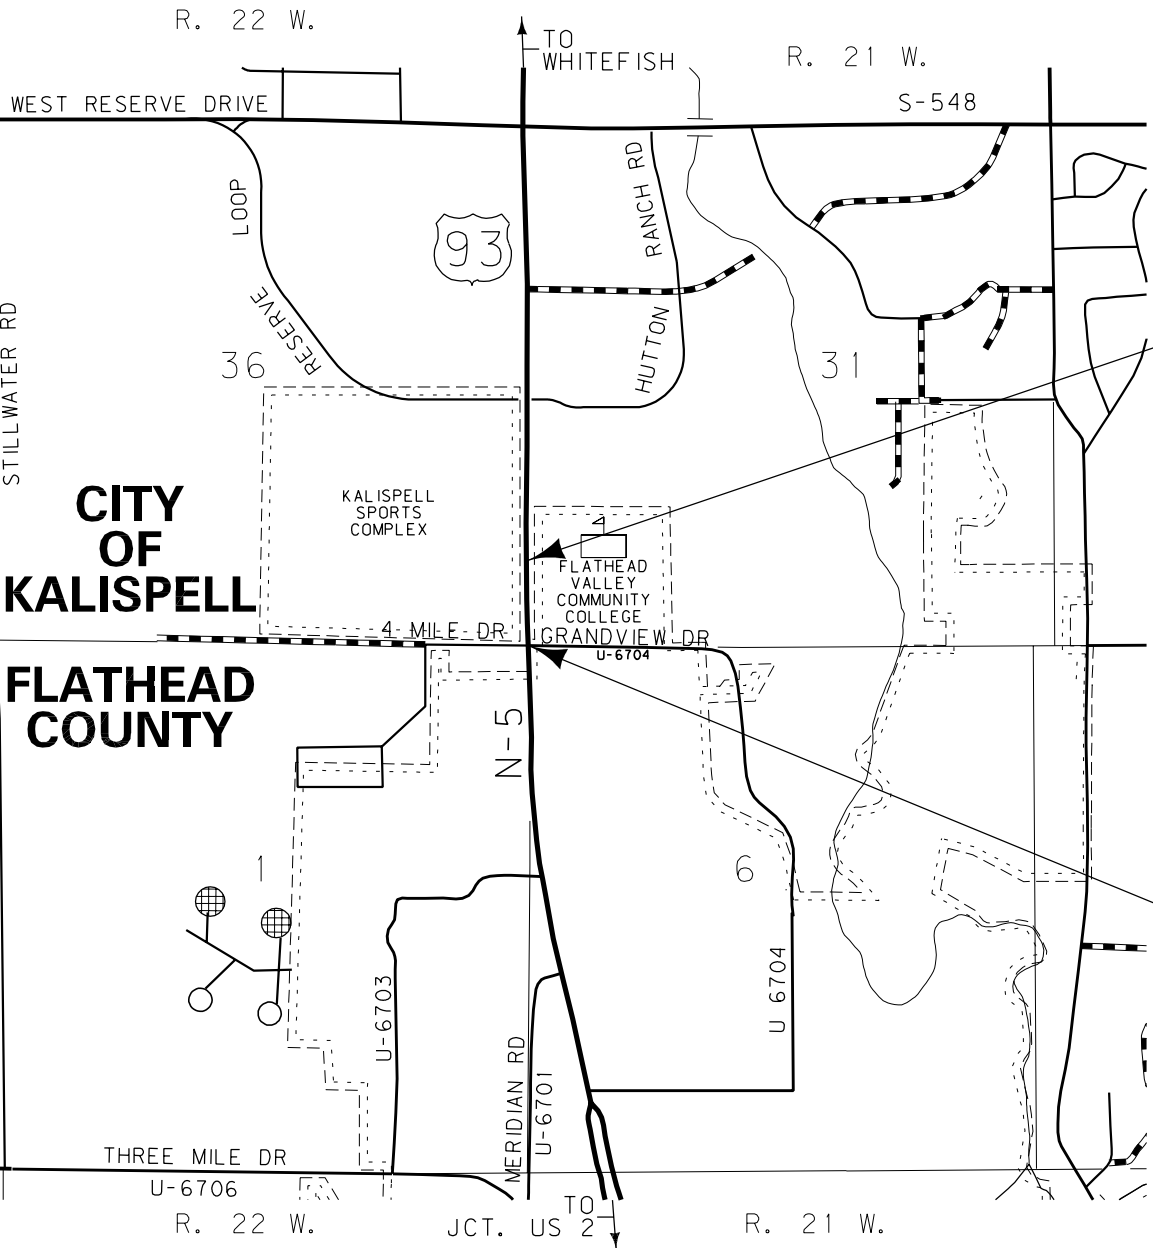 R. 22 W.
TO
WHITEFISH
R. 21 W.
WEST RESERVE DRIVE
S-548
LOOP
RESERVE
93
RANCH RD
HUTTON
STILLWATER RD
36
31
KALISPELL
SPORTS
COMPLEX
CITY
OF
KALISPELL
FLATHEAD
VALLEY
COMMUNITY
COLLEGE
4 MILE DR
GRANDVIEW DR
U-6704
FLATHEAD
COUNTY
N-5
1
6
U-6703
U 6704
MERIDIAN RD
U-6701
THREE MILE DR
U-6706
R. 22 W.
TO
JCT. US 2
R. 21 W.